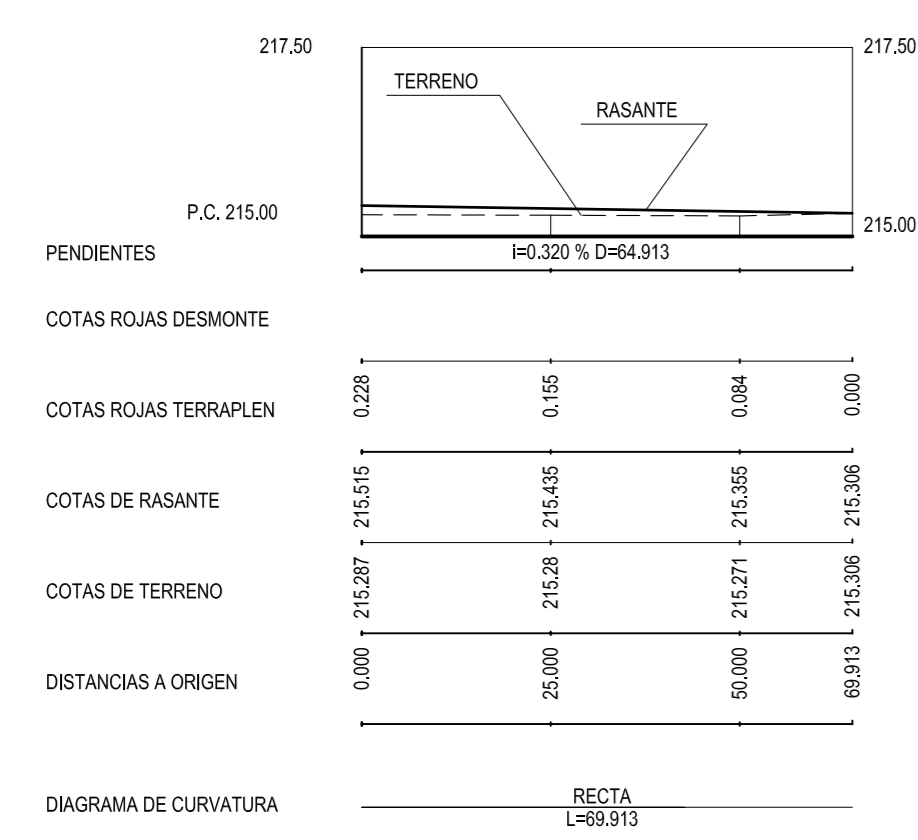 217.50 217.50
TERRENO
RASANTE
P.C. 215.00 215.00
PENDIENTES i=0.320 % D=64.913
COTAS ROJAS DESMONTE
COTAS ROJAS TERRAPLEN 0.228 0.155 0.084 0.000
COTAS DE RASANTE 215.515 215.435 215.355 215.306
COTAS DE TERRENO 215.287 215.28 215.271 215.306
DISTANCIAS A ORIGEN 0.000 25.000 50.000 69.913
DIAGRAMA DE CURVATURA RECTA
L=69.913